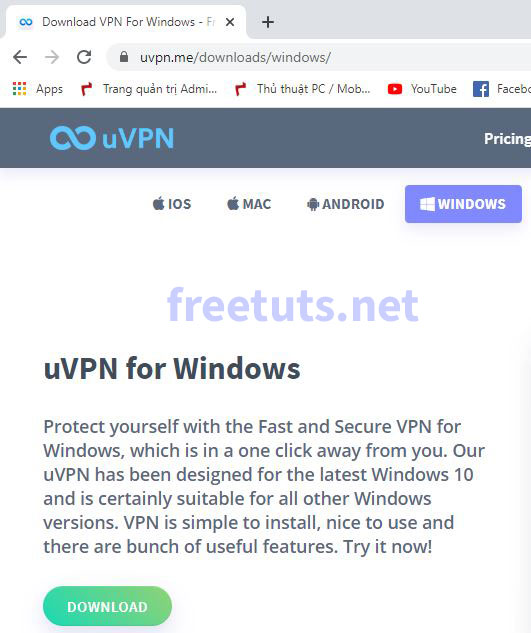 Download VPN For Windows - Fr
uvpn.me/downloads/windows/
Apps Trang quản trị Admi... Thủ thuật PC / Mob... YouTube Facebo
uVPN Pricing
IOS MAC ANDROID WINDOWS
freetuts.net
uVPN for Windows
Protect yourself with the Fast and Secure VPN for
Windows, which is in a one click away from you. Our
uVPN has been designed for the latest Windows 10
and is certainly suitable for all other Windows
versions. VPN is simple to install, nice to use and
there are bunch of useful features. Try it now!
DOWNLOAD